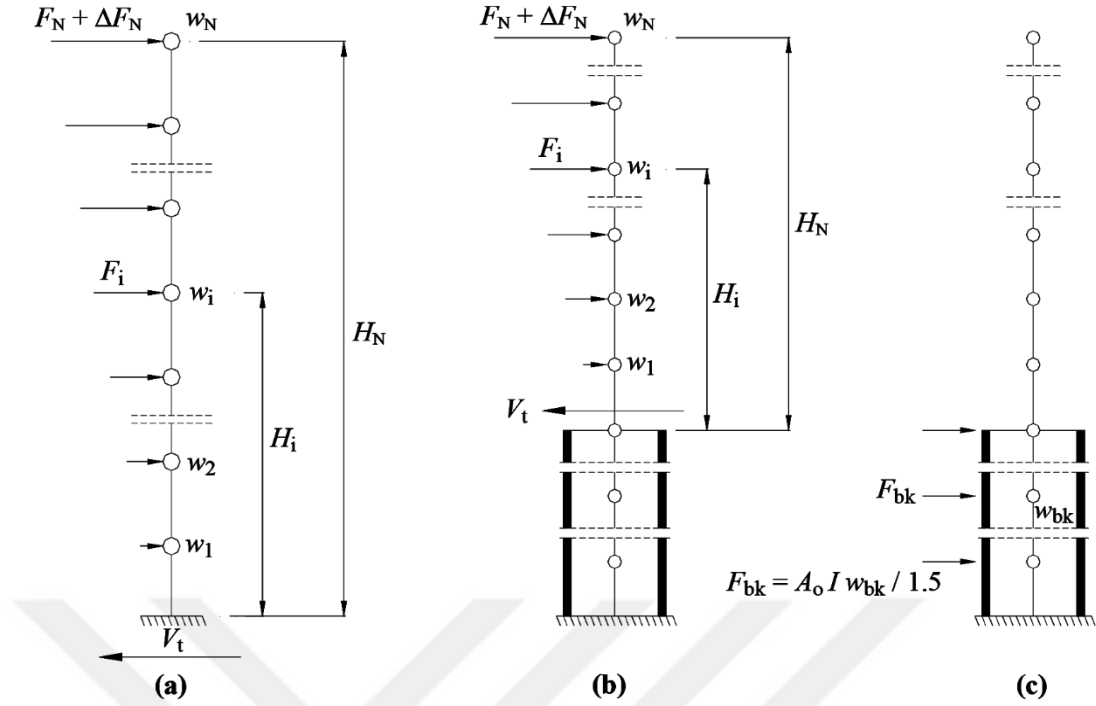 F_N + ΔF_N w_N
F_i w_i
H_N
H_i
w_2
w_1
V_t
(a)
F_N + ΔF_N w_N
F_i w_i
H_N
H_i
w_2
w_1
V_t
(b)
F_bk w_bk
F_bk = A_o I w_bk / 1.5
(c)